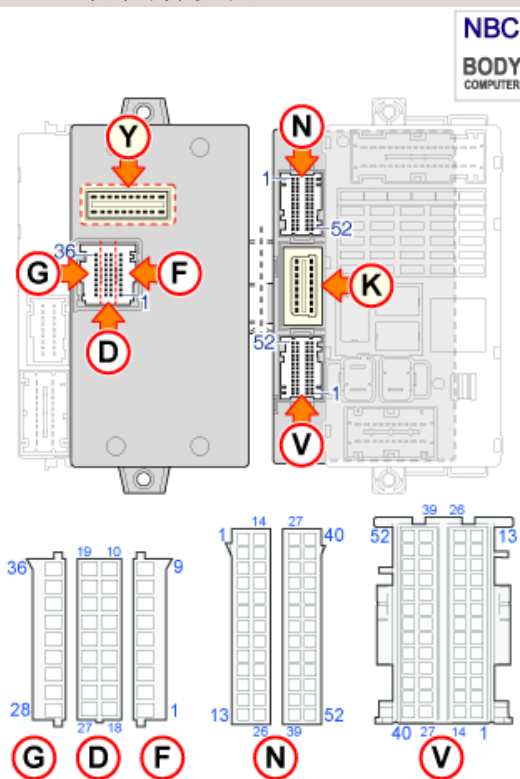 NBC
BODY
COMPUTER
Y
N
1
52
36
G
F
K
1
D
52
1
V
39 26
52 13
14 27
1 40
19 10
36 9
28 1
27 18
13 52
26 39
40 27 14 1
G D F N V